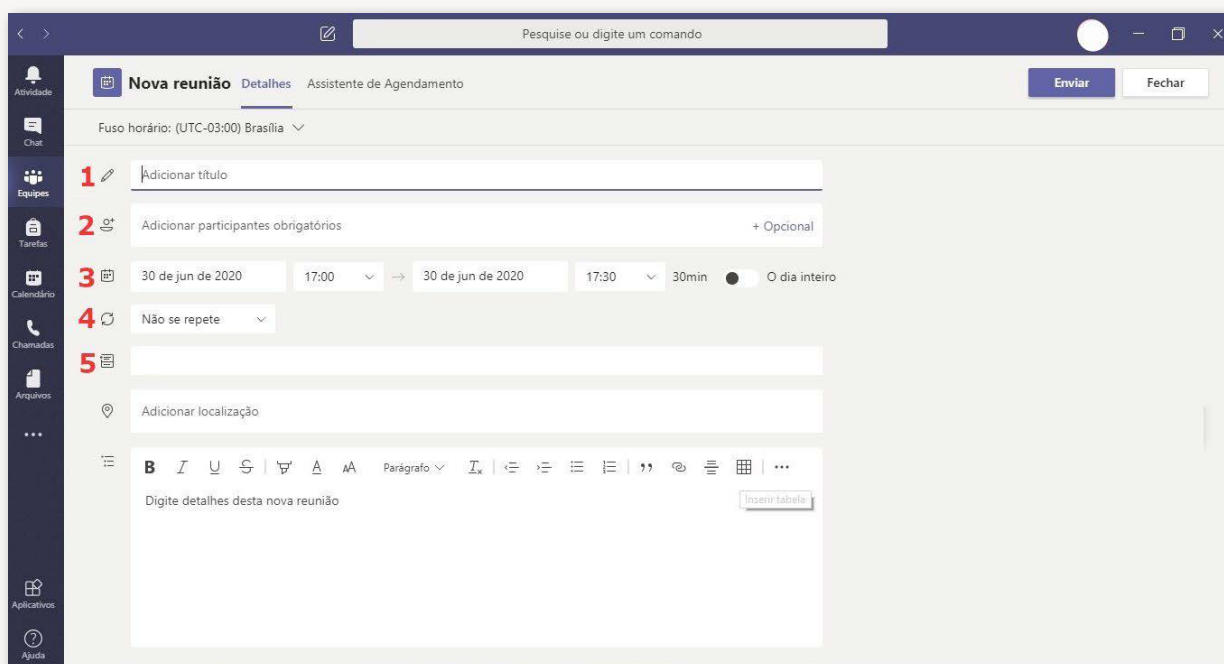 Pesquise ou digite um comando
Atividade
Chat
Equipes
Tarefas
Calendário
Chamadas
Arquivos
Aplicativos
Ajuda
Nova reunião Detalhes Assistente de Agendamento Enviar Fechar
Fuso horário: (UTC-03:00) Brasília
1 Adicionar título
2 Adicionar participantes obrigatórios + Opcional
3 30 de jun de 2020 17:00 → 30 de jun de 2020 17:30 30min O dia inteiro
4 Não se repete
5
Adicionar localização
B I U S A AA Parágrafo Tx
Digite detalhes desta nova reunião
Inserir tabela